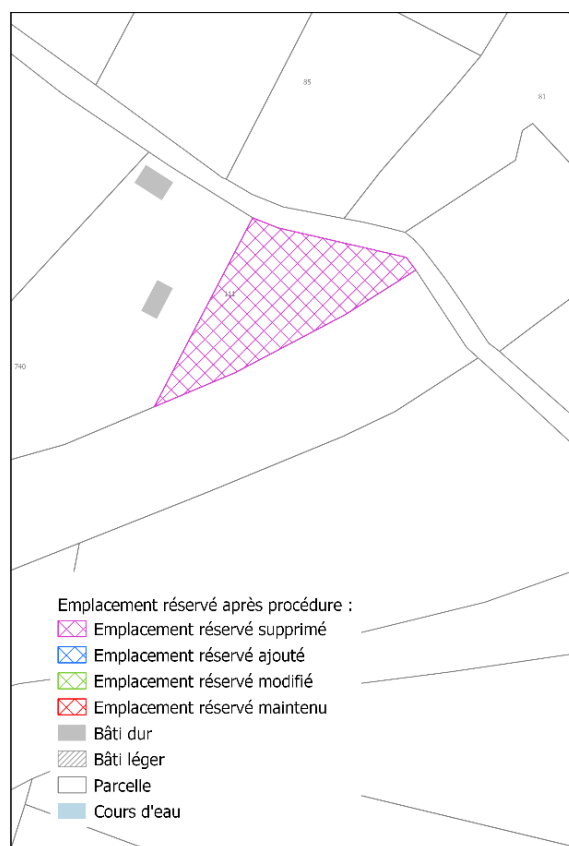 85
81
111
740
Emplacement réservé après procédure :
Emplacement réservé supprimé
Emplacement réservé ajouté
Emplacement réservé modifié
Emplacement réservé maintenu
Bâti dur
Bâti léger
Parcelle
Cours d'eau